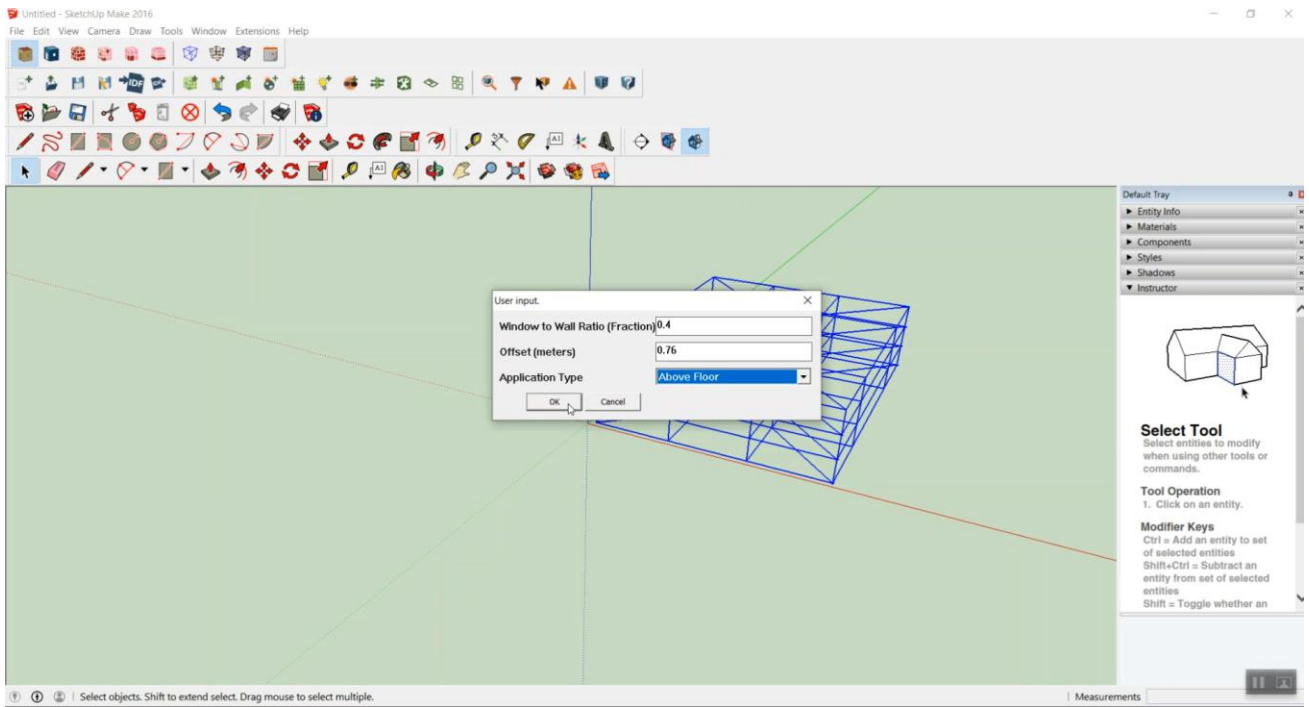 Untitled - SketchUp Make 2016
File Edit View Camera Draw Tools Window Extensions Help
IDF
A1
A1
Default Tray
Entity Info
Materials
Components
Styles
Shadows
Instructor
User input.
Window to Wall Ratio (Fraction) 0.4
Offset (meters) 0.76
Application Type Above Floor
OK Cancel
Select Tool
Select entities to modify
when using other tools or
commands.
Tool Operation
1. Click on an entity.
Modifier Keys
Ctrl = Add an entity to set
of selected entities
Shift+Ctrl = Subtract an
entity from set of selected
entities
Shift = Toggle whether an
Select objects. Shift to extend select. Drag mouse to select multiple.
Measurements